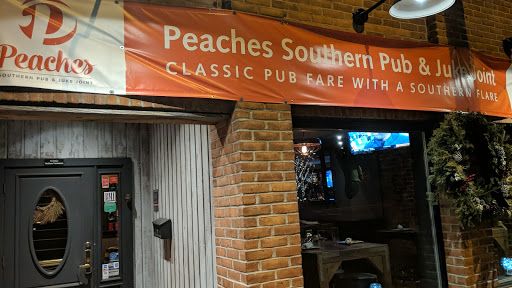 Peaches
SOUTHERN PUB & JUKE JOINT
Peaches Southern Pub & Juke Joint
CLASSIC PUB FARE WITH A SOUTHERN FLARE